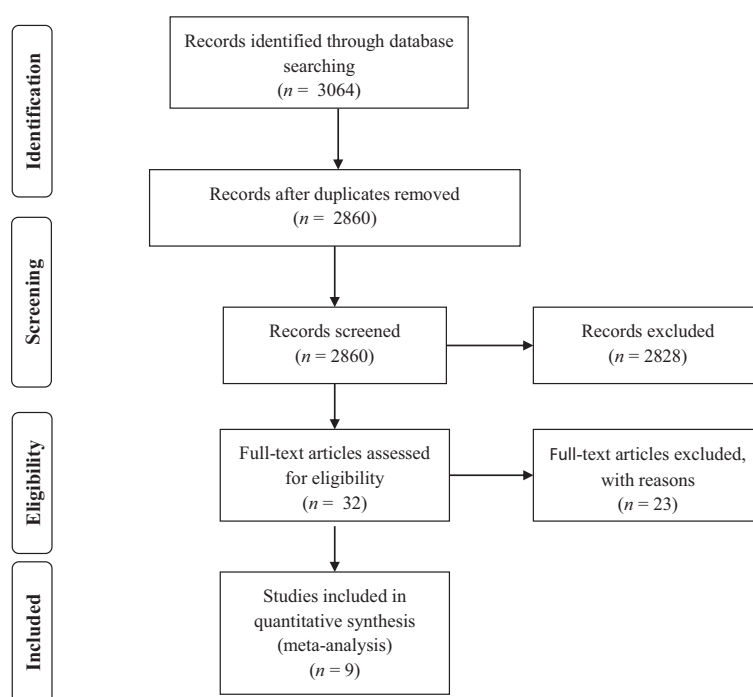 Identification
Records identified through database
searching
(n = 3064)
Records after duplicates removed
(n = 2860)
Screening
Records screened
(n = 2860)
Records excluded
(n = 2828)
Eligibility
Full-text articles assessed
for eligibility
(n = 32)
Full-text articles excluded,
with reasons
(n = 23)
Included
Studies included in
quantitative synthesis
(meta-analysis)
(n = 9)